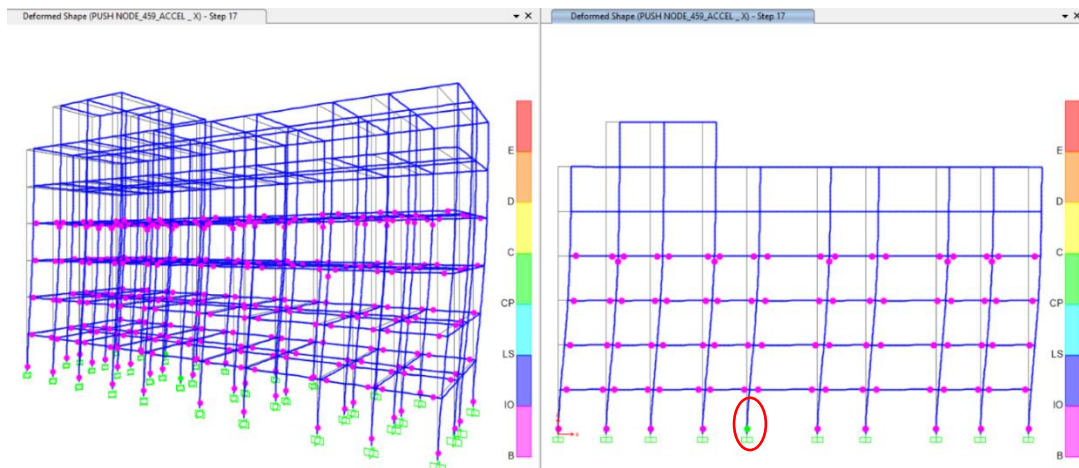 Deformed Shape (PUSH NODE_459_ACCEL _ X) - Step 17
E
D
C
CP
LS
IO
B
Deformed Shape (PUSH NODE_459_ACCEL _ X) - Step 17
E
D
C
CP
LS
IO
B